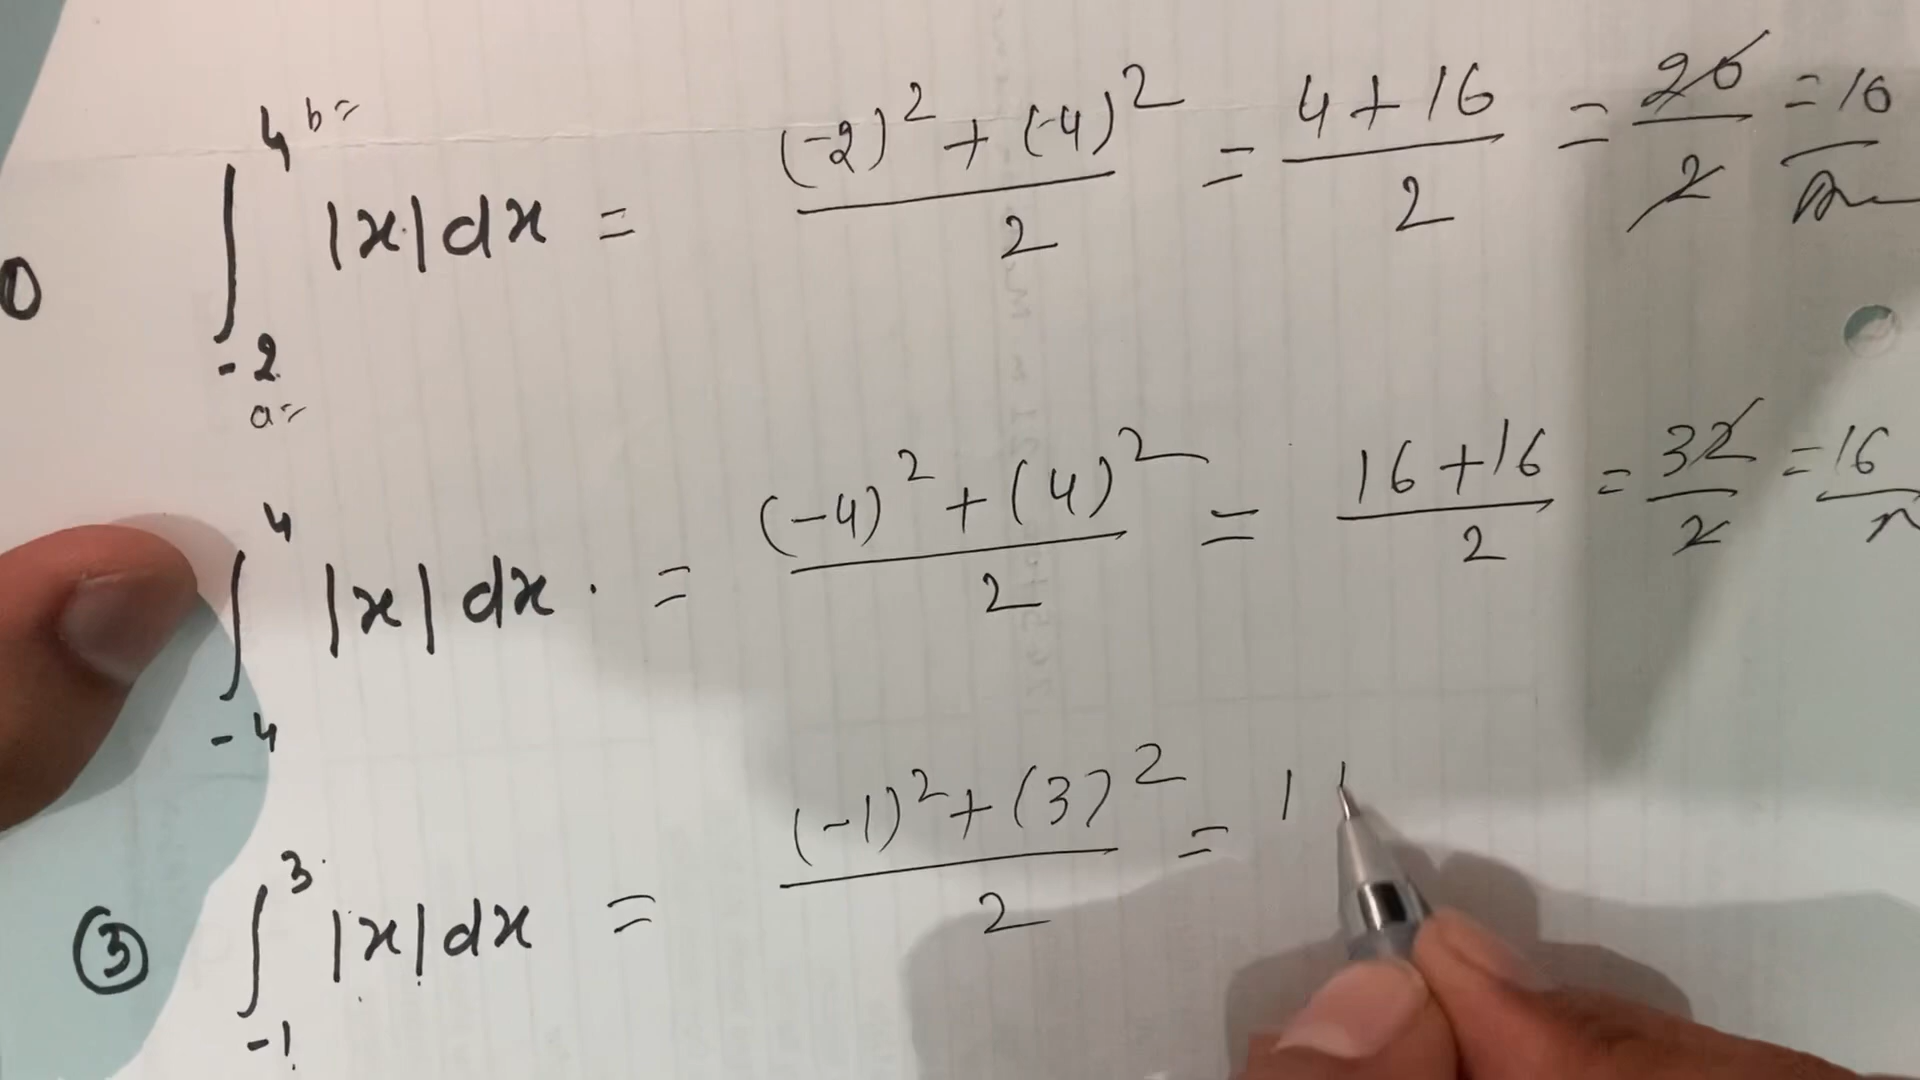 ① ∫_{-2}^{4} |x| dx = ((-2)² + (-4)²)/2 = (4+16)/2 = 20/2 = 10
b=
a=
∫_{-4}^{4} |x| dx. = ((-4)² + (4)²)/2 = (16+16)/2 = 32/2 = 16
③ ∫_{-1}^{3} |x| dx = ((-1)² + (3)²)/2 = 1